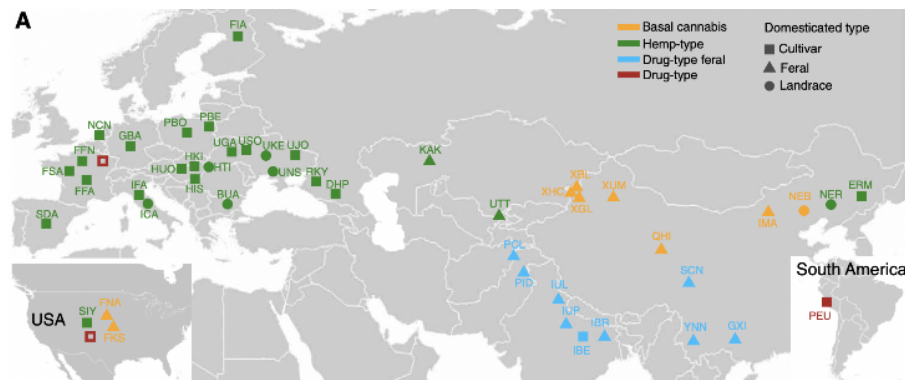 A
FIA
Basal cannabis
Hemp-type
Drug-type feral
Drug-type
Domesticated type
Cultivar
Feral
Landrace
NCN
GBA
PBO
PBE
FFN
FSA
FFA
UGA
USO
UKE
UJO
HKI
HUO
HTI
HIS
UNS
RKY
DHP
IFA
ICA
BUA
SDA
KAK
UTT
XBL
XHC
XGL
XUM
IMA
NEB
NER
ERM
QHI
PCL
PID
SCN
IUL
IUP
IBR
IBE
YNN
GXI
USA
SIY
FNA
FKS
South America
PEU